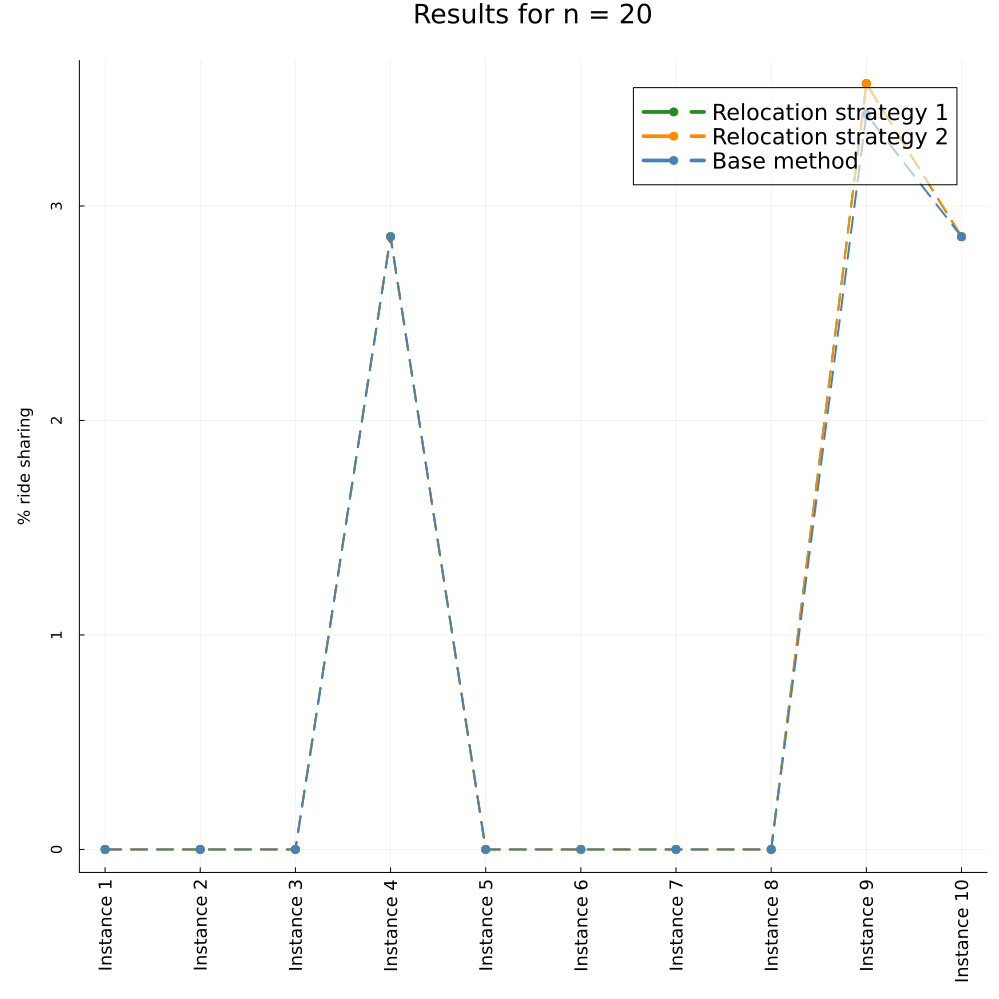 Results for n = 20
Relocation strategy 1
Relocation strategy 2
Base method
% ride sharing
3
2
1
0
Instance 1
Instance 2
Instance 3
Instance 4
Instance 5
Instance 6
Instance 7
Instance 8
Instance 9
Instance 10